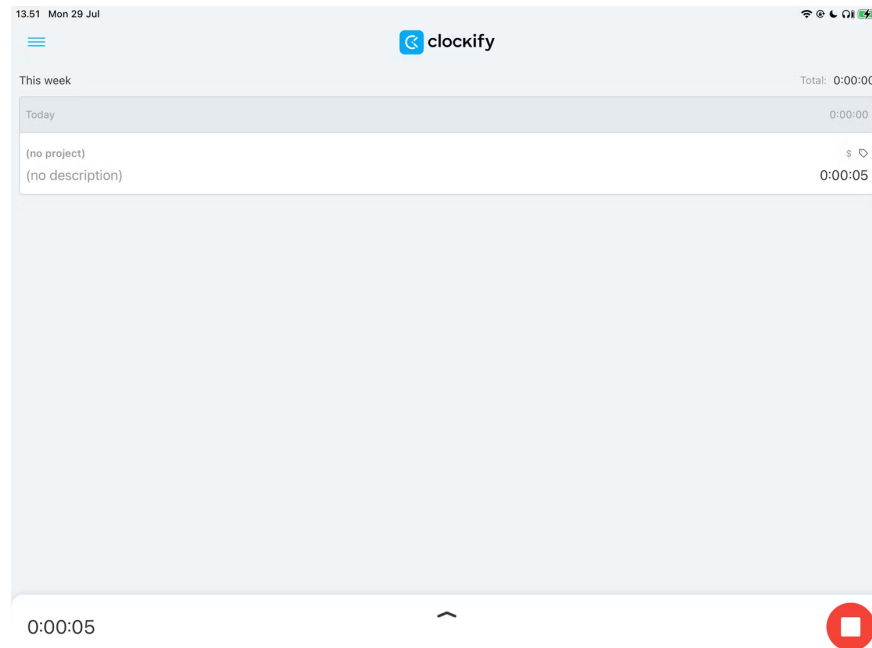 13.51 Mon 29 Jul
clockify
This week Total: 0:00:00
Today 0:00:00
(no project) $
(no description) 0:00:05
0:00:05